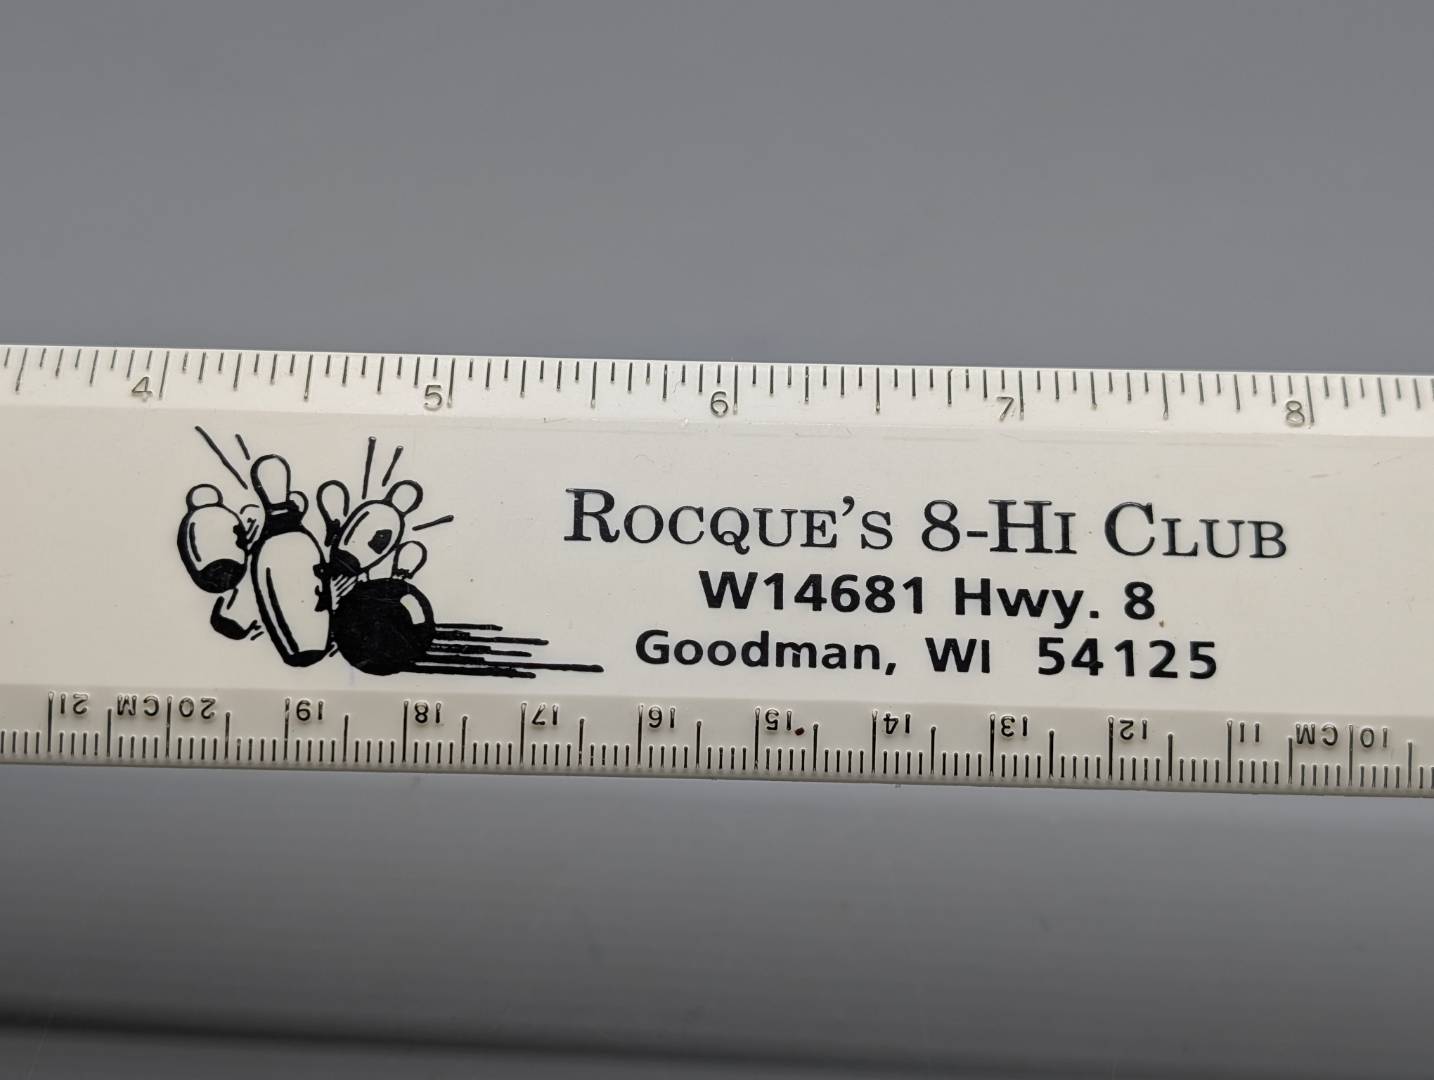 4 5 6 7 8
ROCQUE'S 8-HI CLUB
W14681 Hwy. 8
Goodman, WI 54125
21 CM 20 19 18 17 16 15 14 13 12 11 CM 10